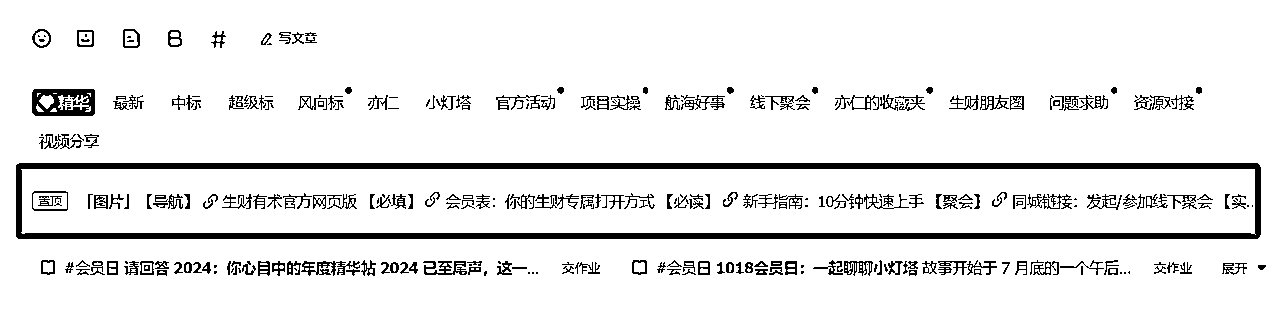 B # 写文章
精华 最新 中标 超级标 风向标 亦仁 小灯塔 官方活动 项目实操 航海好事 线下聚会 亦仁的收藏夹 生财朋友圈 问题求助 资源对接
视频分享
置顶 「图片」【导航】生财有术官方网页版 【必填】会员表：你的生财专属打开方式 【必读】新手指南：10分钟快速上手 【聚会】同城链接：发起/参加线下聚会 【实...
#会员日 请回答 2024：你心目中的年度精华帖 2024 已至尾声，这一... 交作业 #会员日 1018会员日：一起聊聊小灯塔 故事开始于 7 月底的一个午后... 交作业 展开